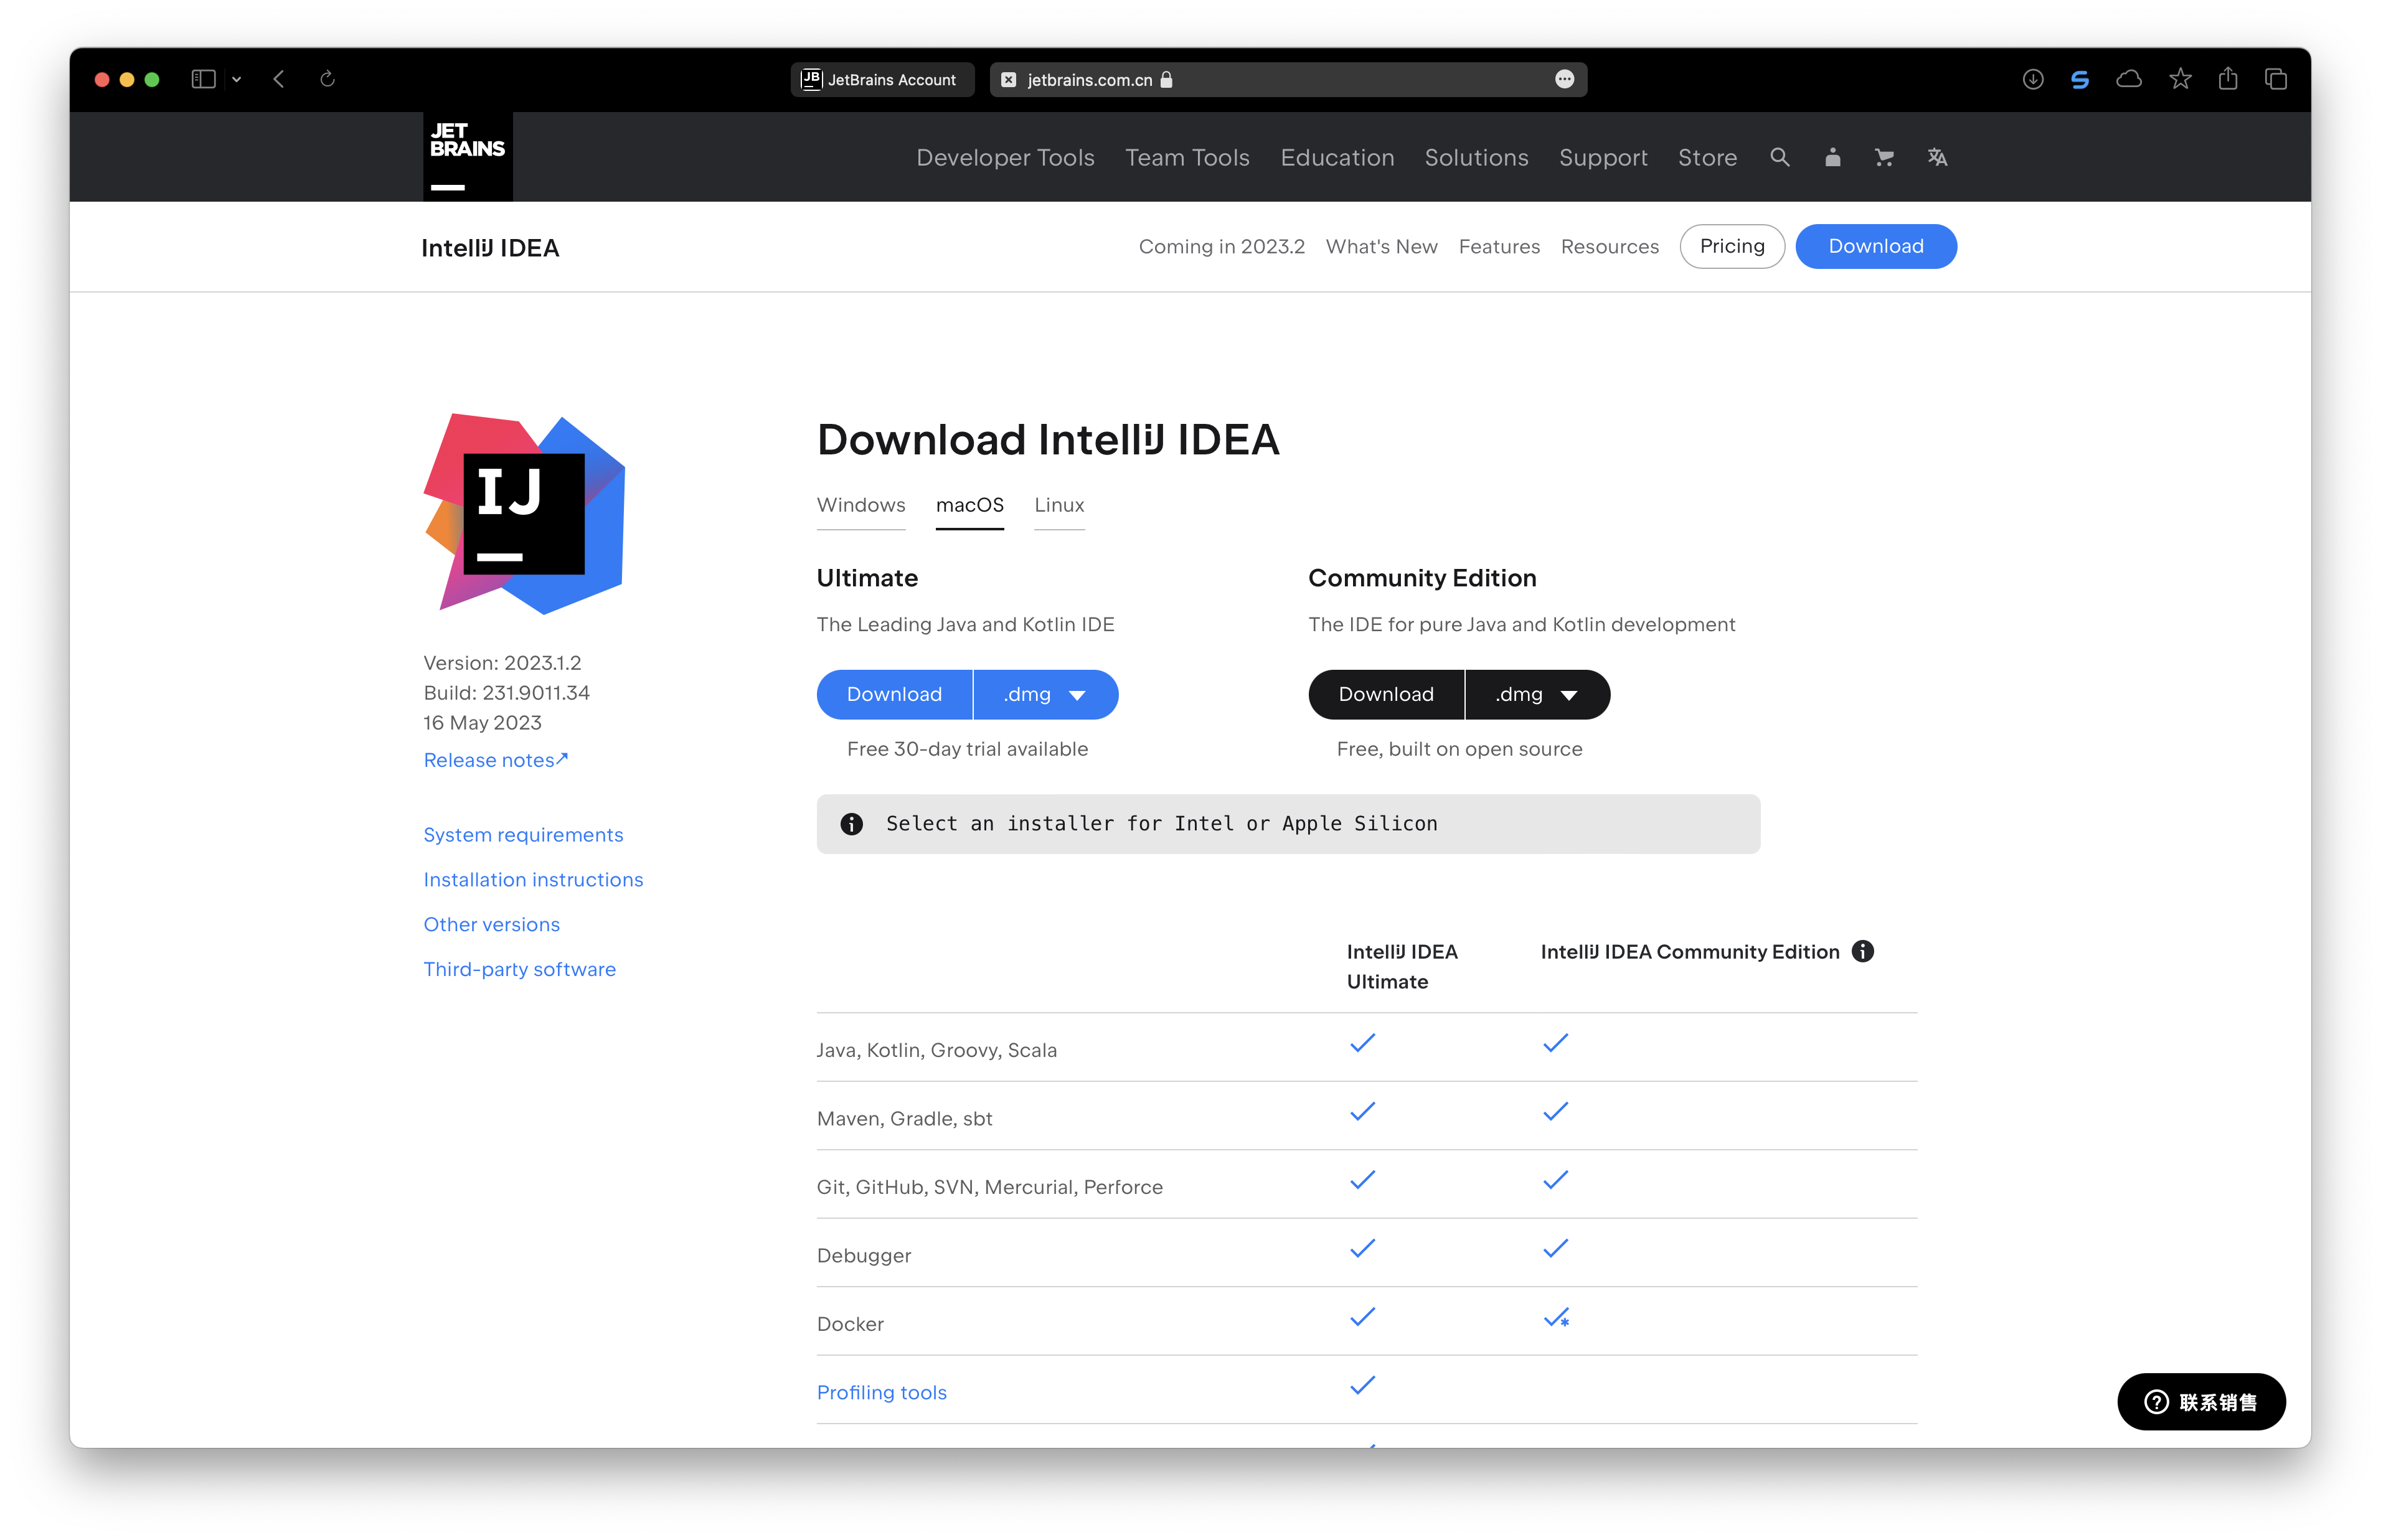 JetBrains Account
jetbrains.com.cn
JET
BRAINS
Developer Tools Team Tools Education Solutions Support Store
IntelliJ IDEA
Coming in 2023.2 What's New Features Resources Pricing Download
IJ
Version: 2023.1.2
Build: 231.9011.34
16 May 2023
Release notes↗
System requirements
Installation instructions
Other versions
Third-party software
Download IntelliJ IDEA
Windows macOS Linux
Ultimate
The Leading Java and Kotlin IDE
Download .dmg
Free 30-day trial available
Community Edition
The IDE for pure Java and Kotlin development
Download .dmg
Free, built on open source
Select an installer for Intel or Apple Silicon
IntelliJ IDEA
Ultimate
IntelliJ IDEA Community Edition
Java, Kotlin, Groovy, Scala
Maven, Gradle, sbt
Git, GitHub, SVN, Mercurial, Perforce
Debugger
Docker
Profiling tools
联系销售